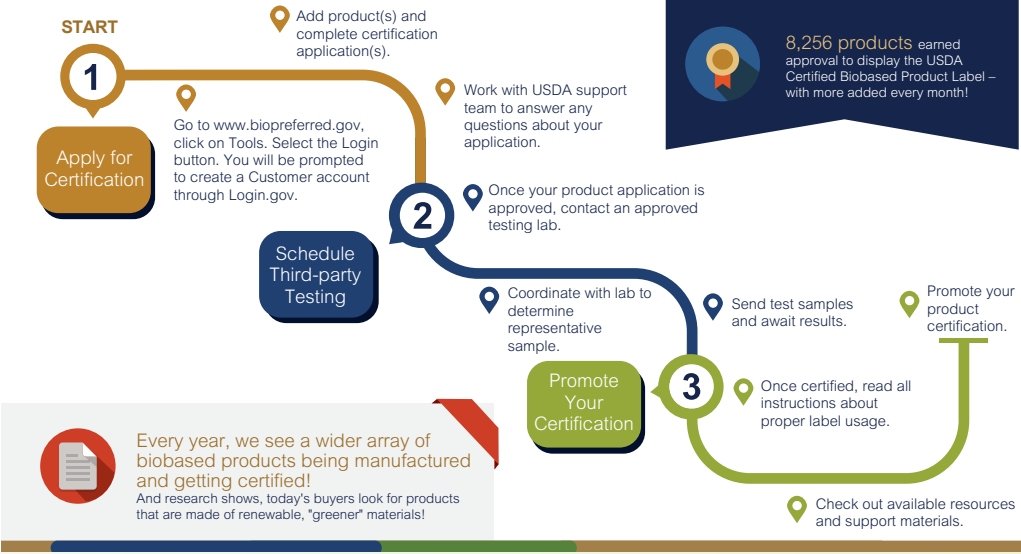 START
1
Apply for
Certification
Go to www.biopreferred.gov,
click on Tools. Select the Login
button. You will be prompted
to create a Customer account
through Login.gov.
Add product(s) and
complete certification
application(s).
Work with USDA support
team to answer any
questions about your
application.
8,256 products earned
approval to display the USDA
Certified Biobased Product Label –
with more added every month!
2
Schedule
Third-party
Testing
Once your product application is
approved, contact an approved
testing lab.
Coordinate with lab to
determine
representative
sample.
Send test samples
and await results.
3
Promote
Your
Certification
Once certified, read all
instructions about
proper label usage.
Check out available resources
and support materials.
Promote your
product
certification.
Every year, we see a wider array of
biobased products being manufactured
and getting certified!
And research shows, today's buyers look for products
that are made of renewable, "greener" materials!